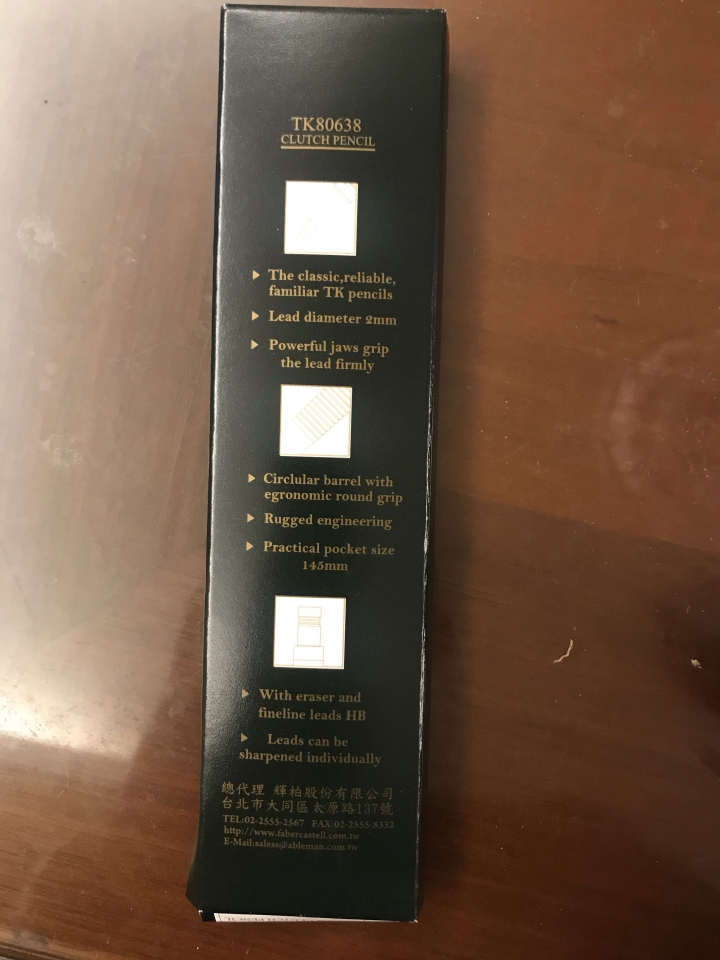 TK80638
CLUTCH PENCIL
The classic,reliable,
familiar TK pencils
Lead diameter 2mm
Powerful jaws grip
the lead firmly
Circlular barrel with
egronomic round grip
Rugged engineering
Practical pocket size
145mm
With eraser and
fineline leads HB
Leads can be
sharpened individually
總代理 輝柏股份有限公司
台北市大同區太原路137號
TEL:02-2555-2567 FAX:02-2555-8332
http://www.fabercastell.com.tw
E-Mail:saless@ableman.com.tw